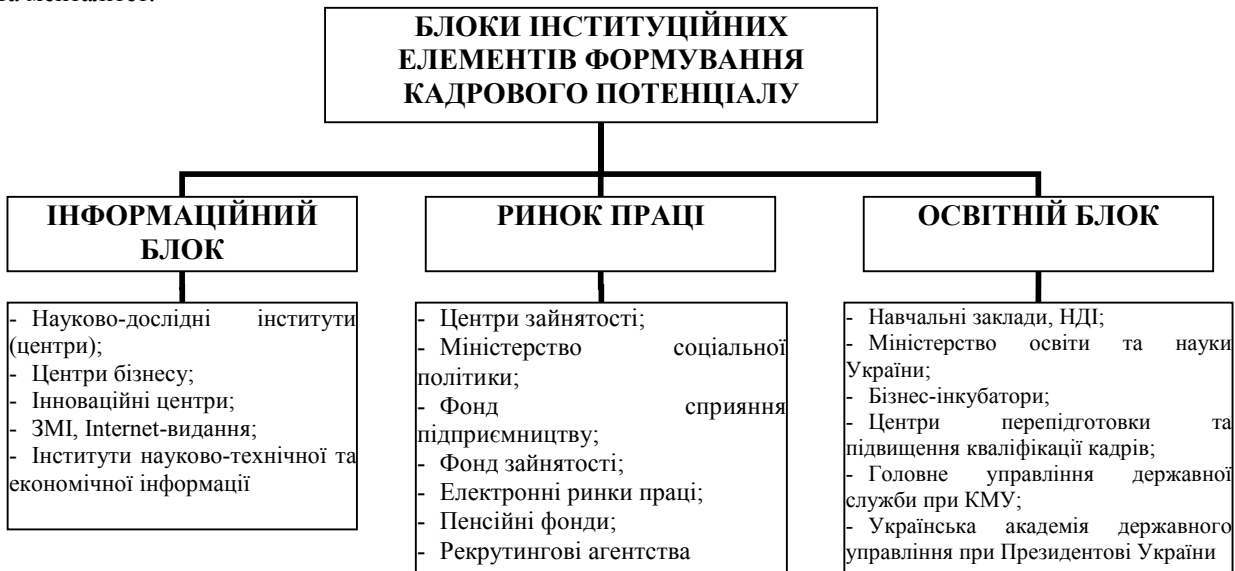 та менталітет.
БЛОКИ ІНСТИТУЦІЙНИХ
ЕЛЕМЕНТІВ ФОРМУВАННЯ
КАДРОВОГО ПОТЕНЦІАЛУ
ІНФОРМАЦІЙНИЙ
БЛОК
- Науково-дослідні інститути
(центри);
- Центри бізнесу;
- Інноваційні центри;
- ЗМІ, Internet-видання;
- Інститути науково-технічної та
економічної інформації
РИНОК ПРАЦІ
- Центри зайнятості;
- Міністерство соціальної
політики;
- Фонд сприяння
підприємництву;
- Фонд зайнятості;
- Електронні ринки праці;
- Пенсійні фонди;
- Рекрутингові агентства
ОСВІТНІЙ БЛОК
- Навчальні заклади, НДІ;
- Міністерство освіти та науки
України;
- Бізнес-інкубатори;
- Центри перепідготовки та
підвищення кваліфікації кадрів;
- Головне управління державної
служби при КМУ;
- Українська академія державного
управління при Президентові України